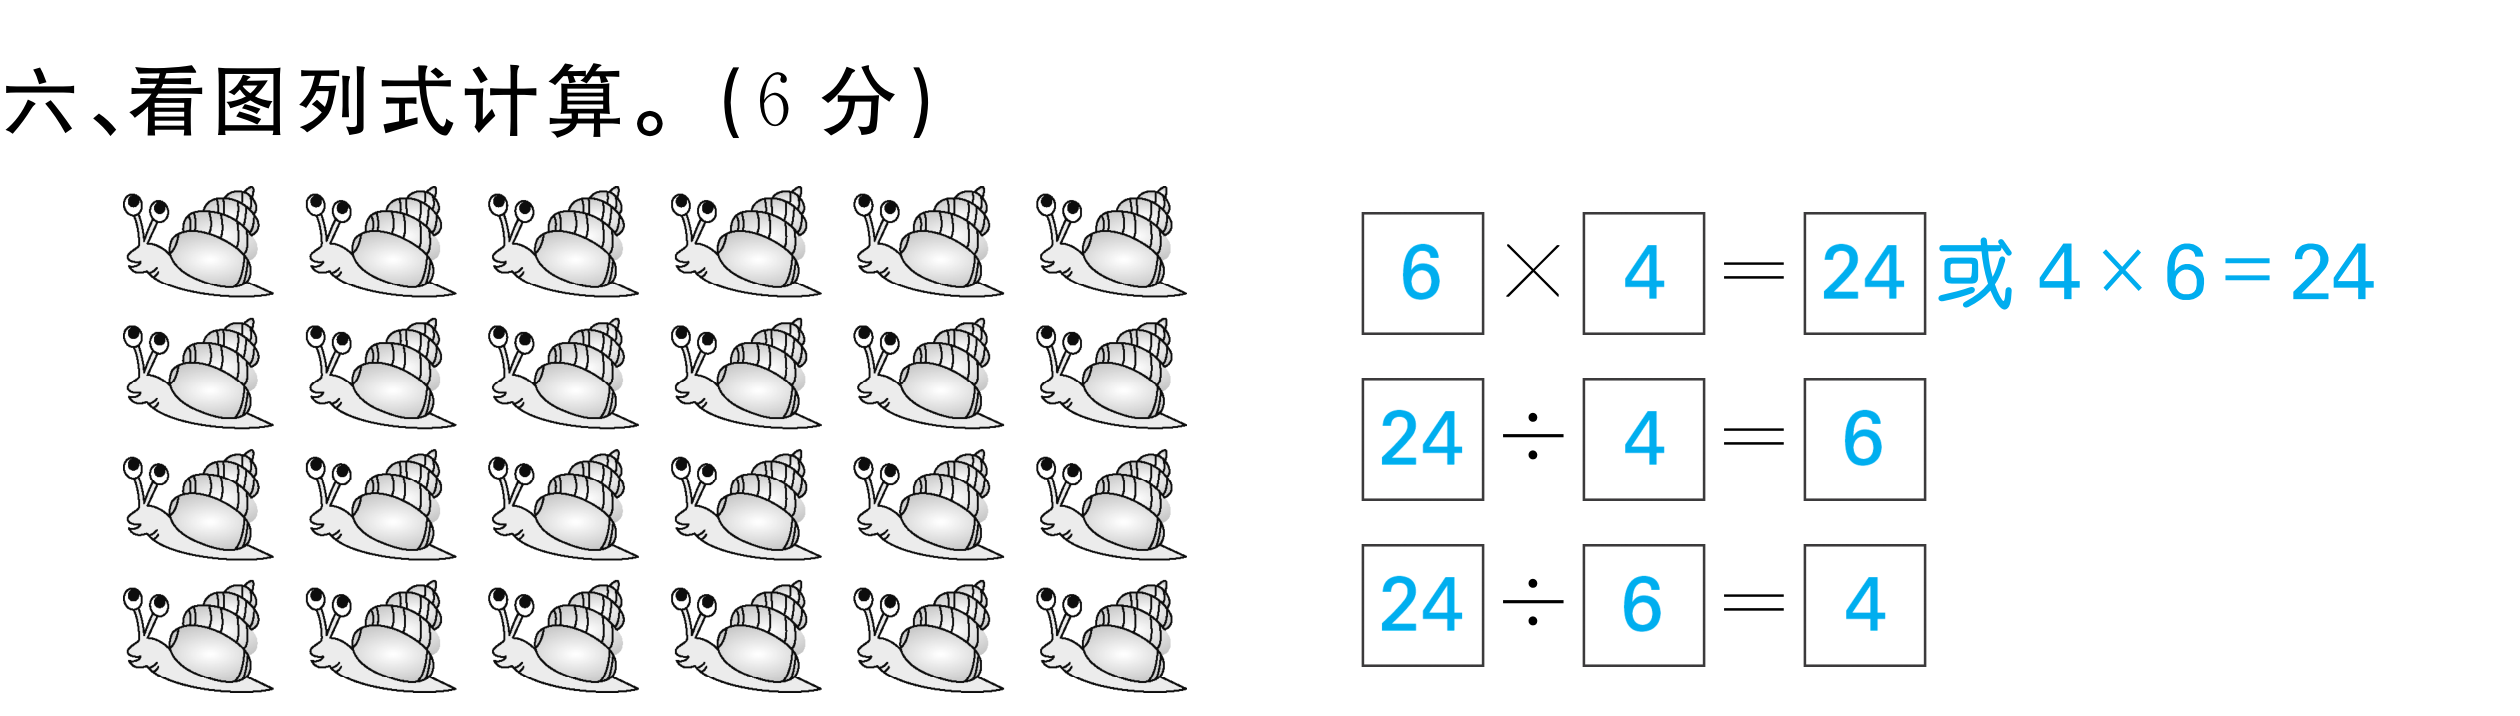 六、看图列式计算。(6 分)
6 × 4 = 24 或 4 × 6 = 24
24 ÷ 4 = 6
24 ÷ 6 = 4